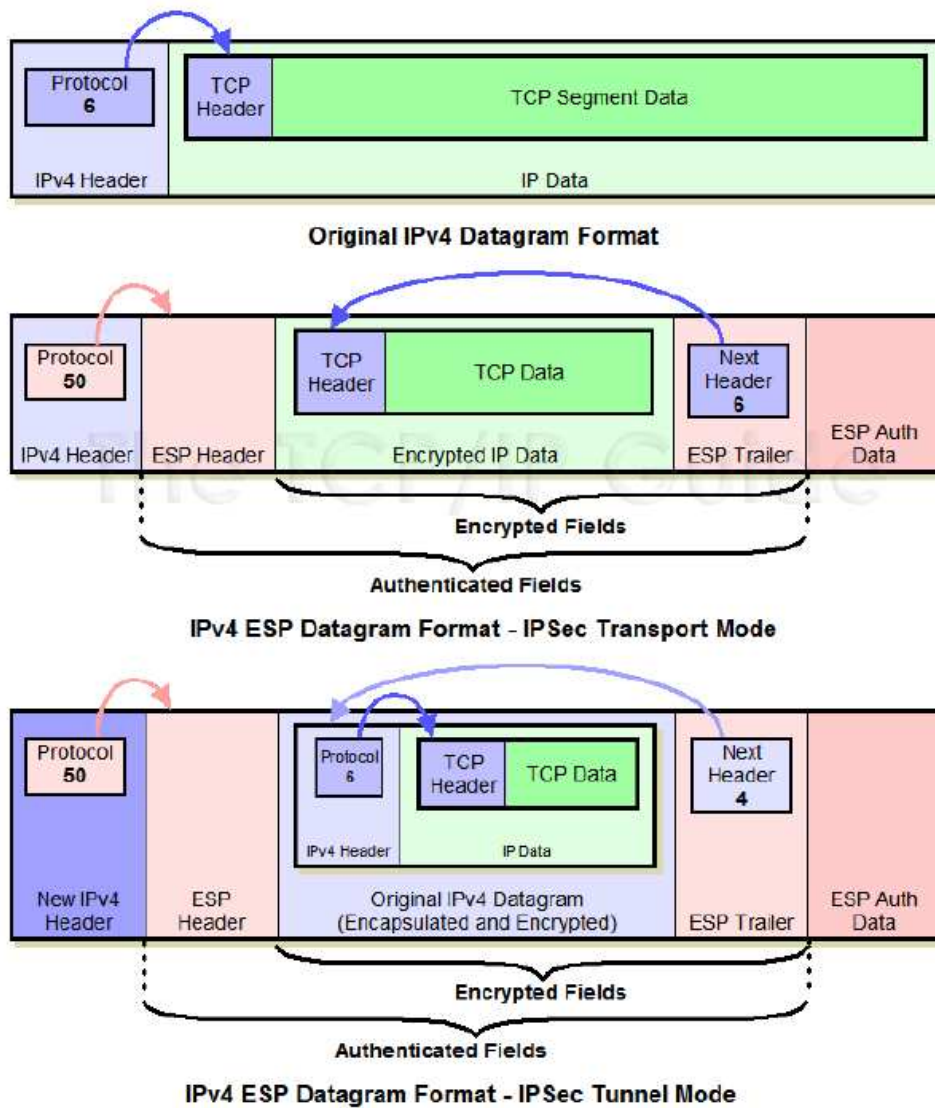 Protocol
6
TCP
Header
TCP Segment Data
IPv4 Header
IP Data
Original IPv4 Datagram Format
Protocol
50
TCP
Header
TCP Data
Next
Header
6
IPv4 Header
ESP Header
Encrypted IP Data
ESP Trailer
ESP Auth
Data
The TCP/IP Guide
Encrypted Fields
Authenticated Fields
IPv4 ESP Datagram Format - IPSec Transport Mode
Protocol
50
Protocol
6
TCP
Header
TCP Data
Next
Header
4
IPv4 Header
IP Data
New IPv4
Header
ESP
Header
Original IPv4 Datagram
(Encapsulated and Encrypted)
ESP Trailer
ESP Auth
Data
Encrypted Fields
Authenticated Fields
IPv4 ESP Datagram Format - IPSec Tunnel Mode